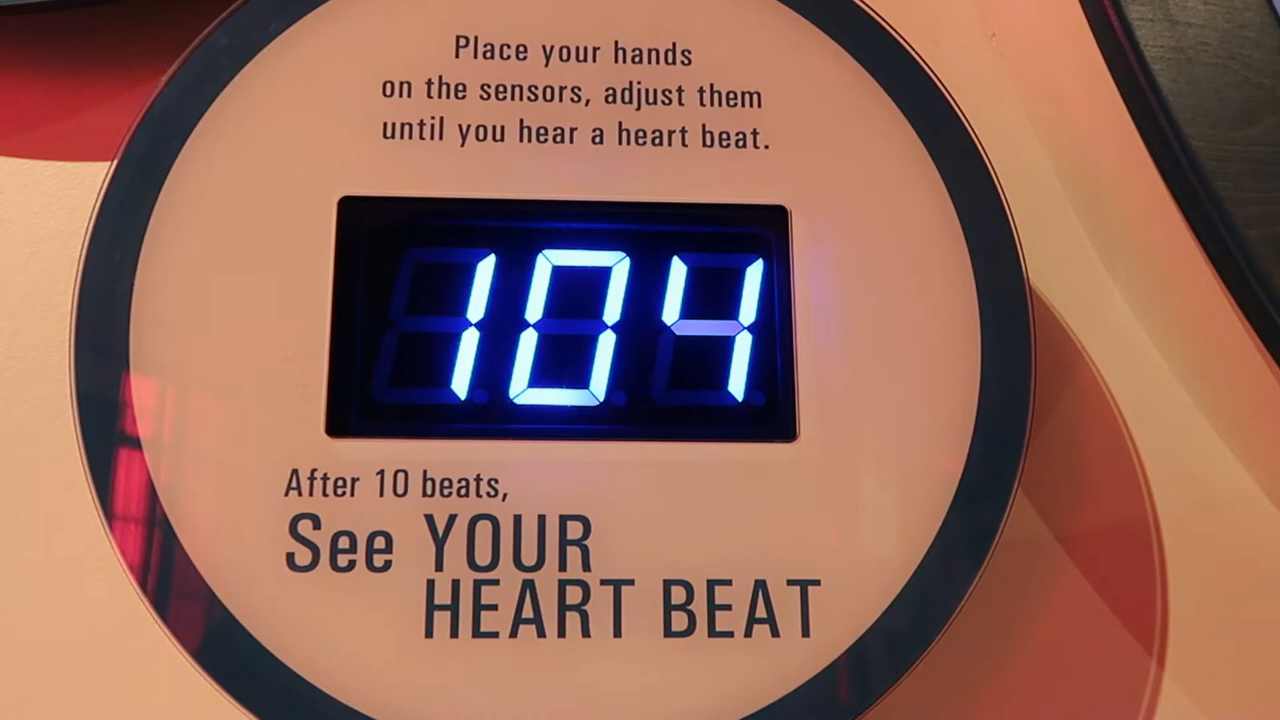 Place your hands
on the sensors, adjust them
until you hear a heart beat.
104
After 10 beats,
See YOUR
HEART BEAT